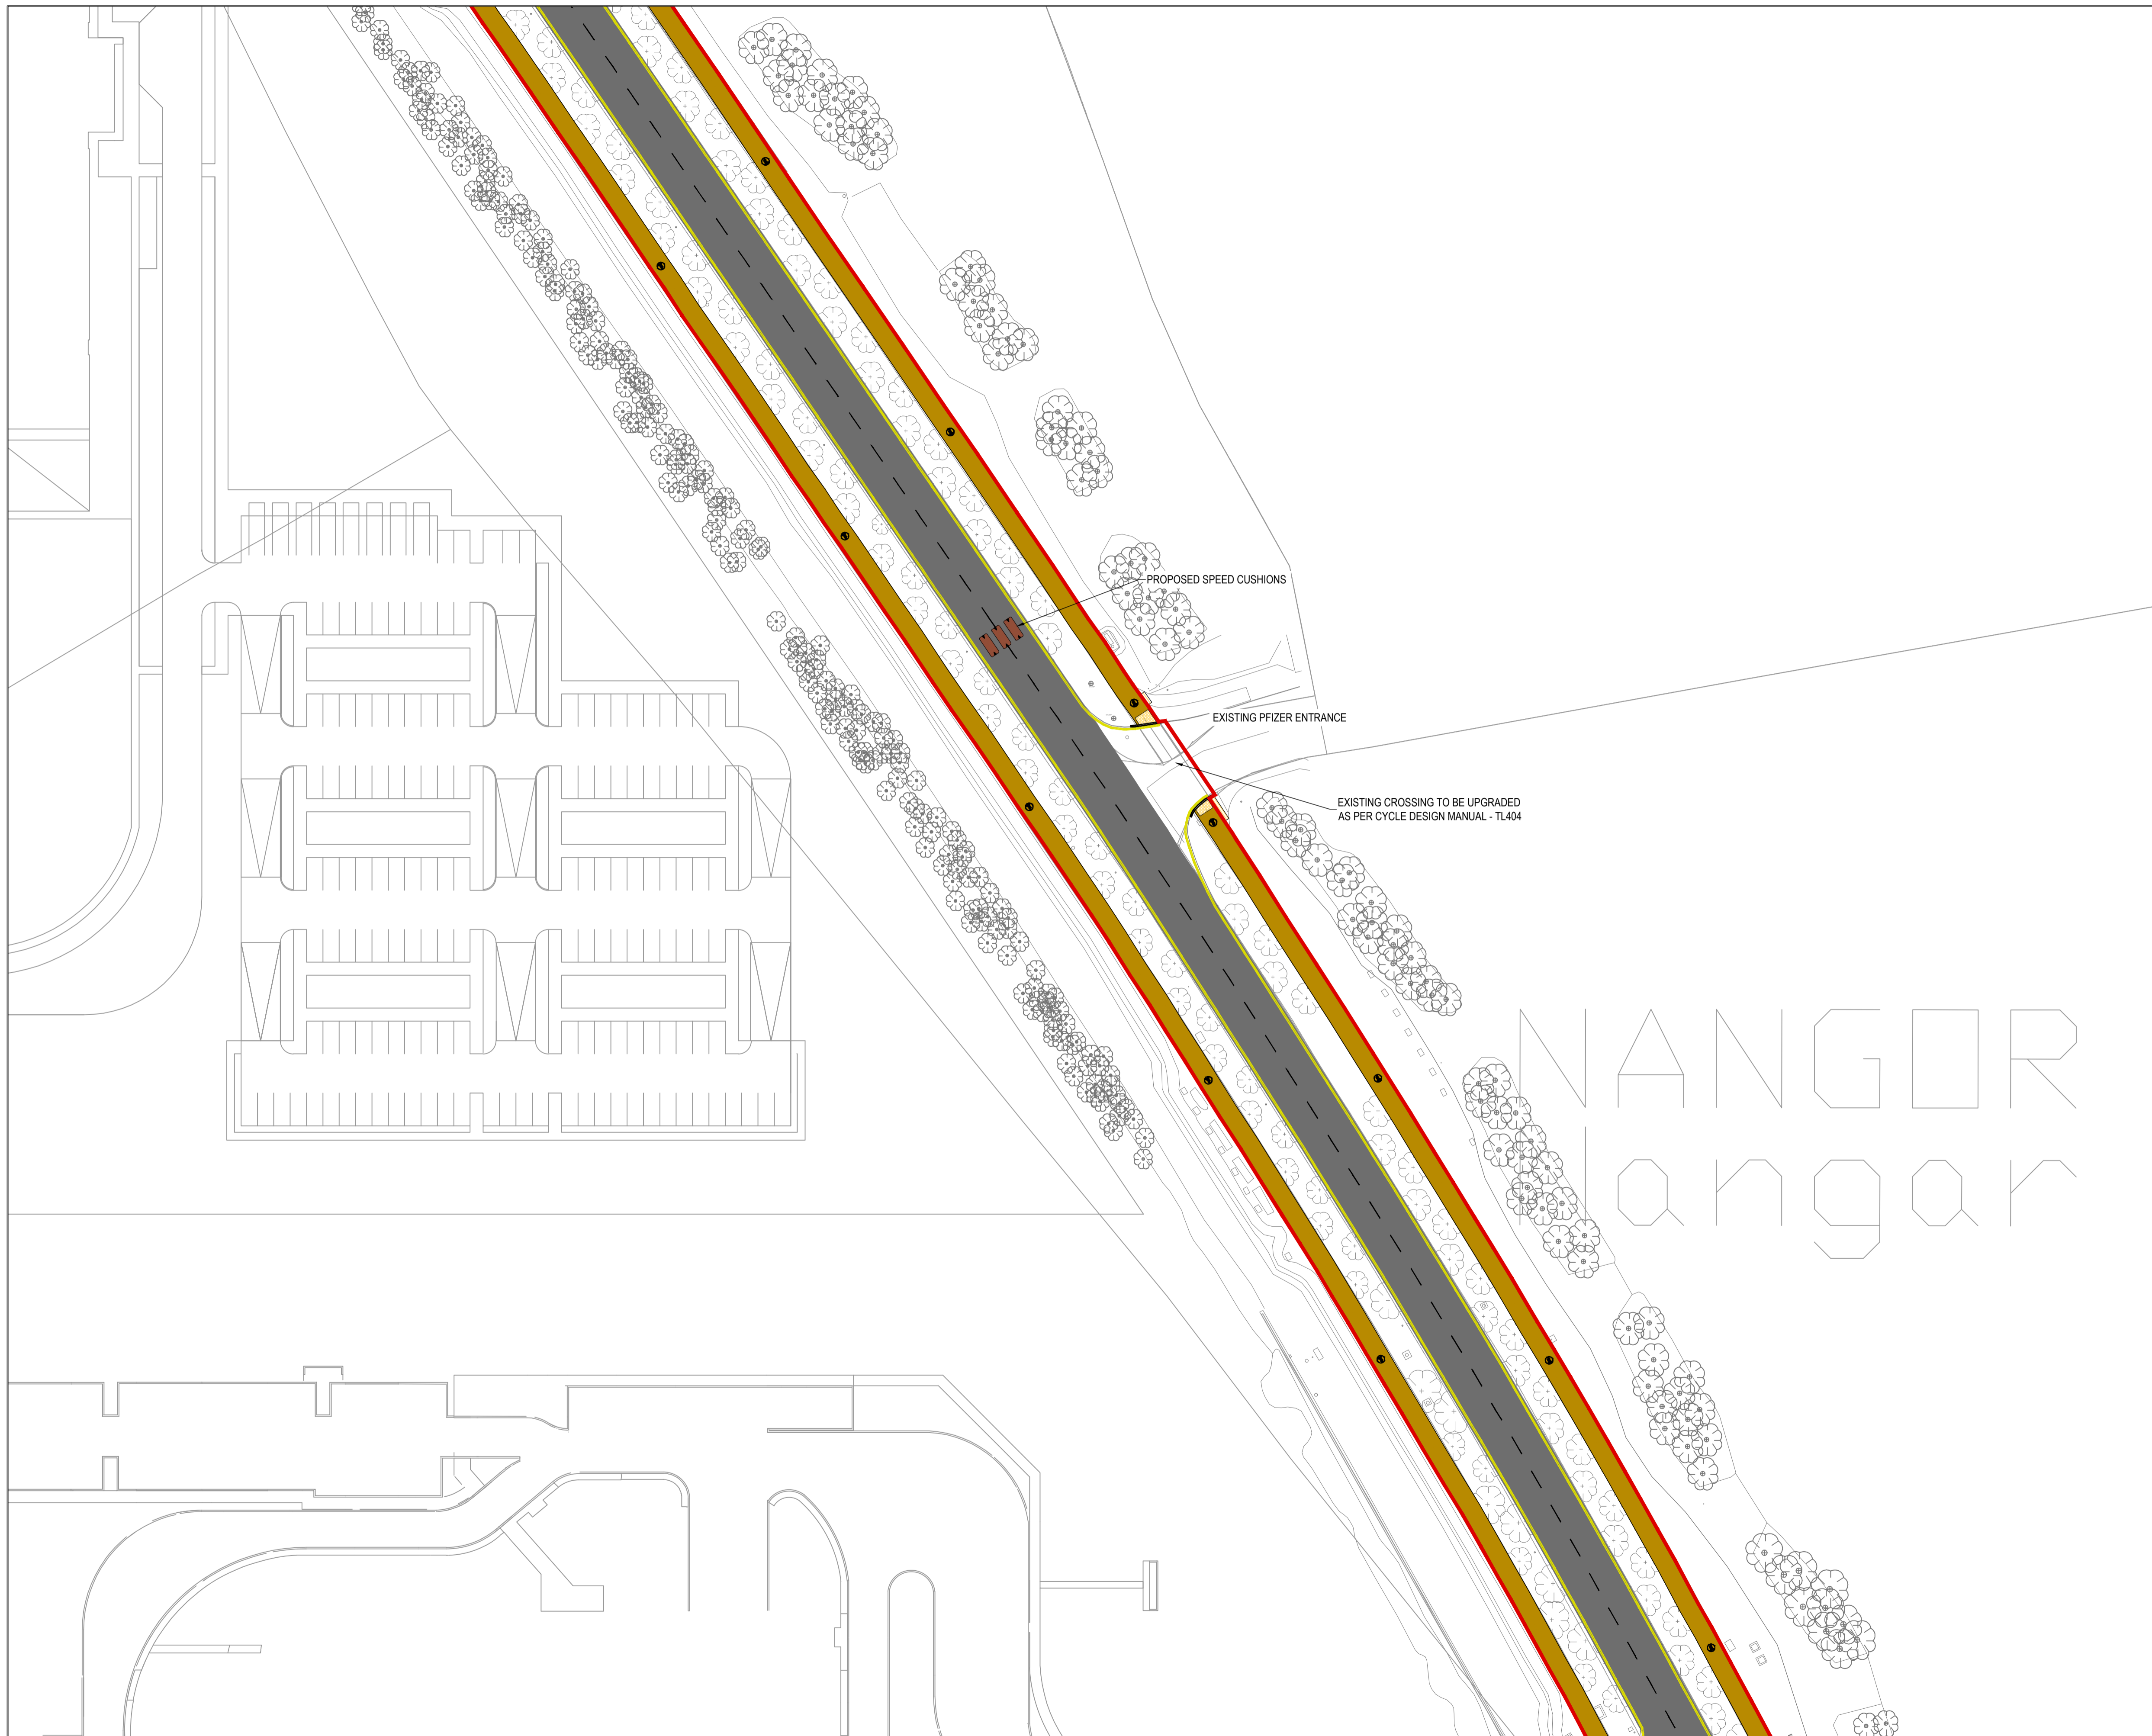 PROPOSED SPEED CUSHIONS
EXISTING PFIZER ENTRANCE
EXISTING CROSSING TO BE UPGRADED
AS PER CYCLE DESIGN MANUAL - TL404
NANGOR
Nangor